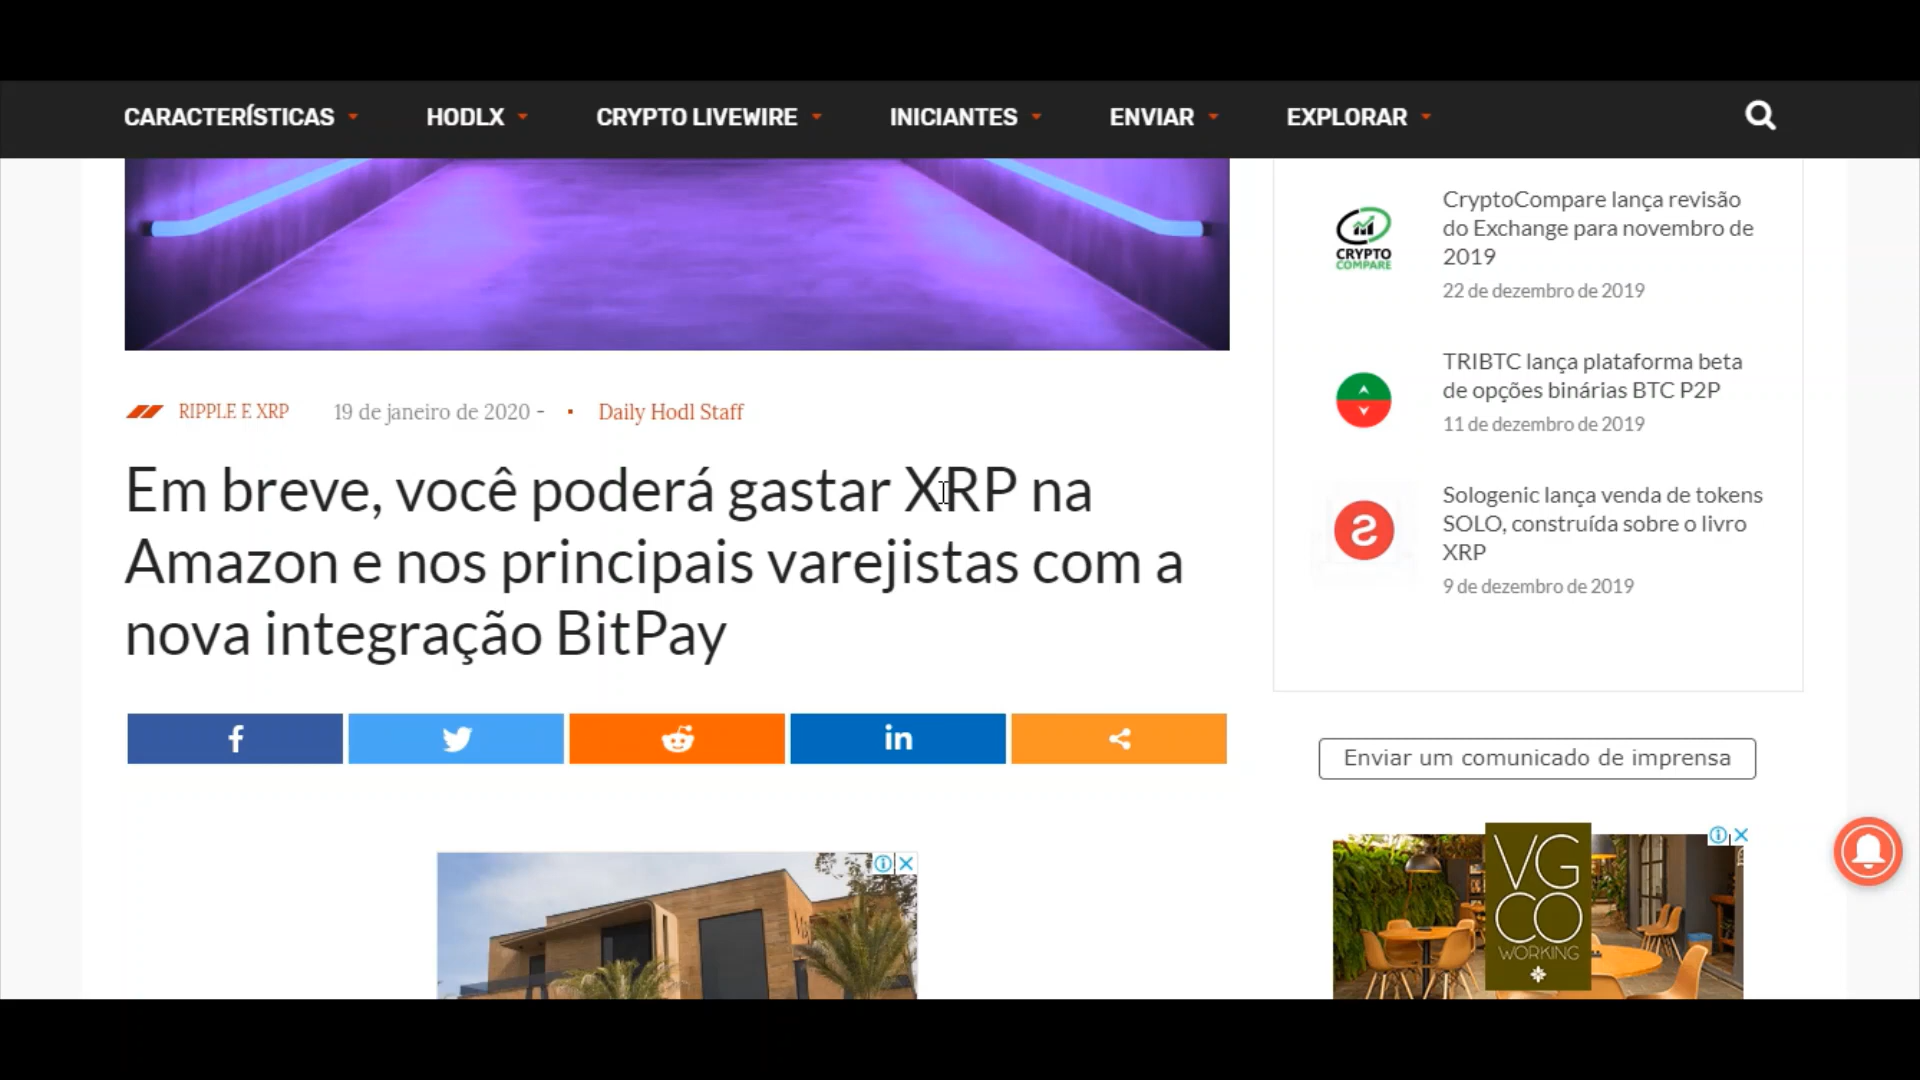 CARACTERÍSTICAS HODLX CRYPTO LIVEWIRE INICIANTES ENVIAR EXPLORAR
RIPPLE E XRP 19 de janeiro de 2020 - Daily Hodl Staff
Em breve, você poderá gastar XRP na
Amazon e nos principais varejistas com a
nova integração BitPay
CRYPTO
COMPARE
CryptoCompare lança revisão
do Exchange para novembro de
2019
22 de dezembro de 2019
TRIBTC lança plataforma beta
de opções binárias BTC P2P
11 de dezembro de 2019
Sologenic lança venda de tokens
SOLO, construída sobre o livro
XRP
9 de dezembro de 2019
Enviar um comunicado de imprensa
VG
CO
WORKING